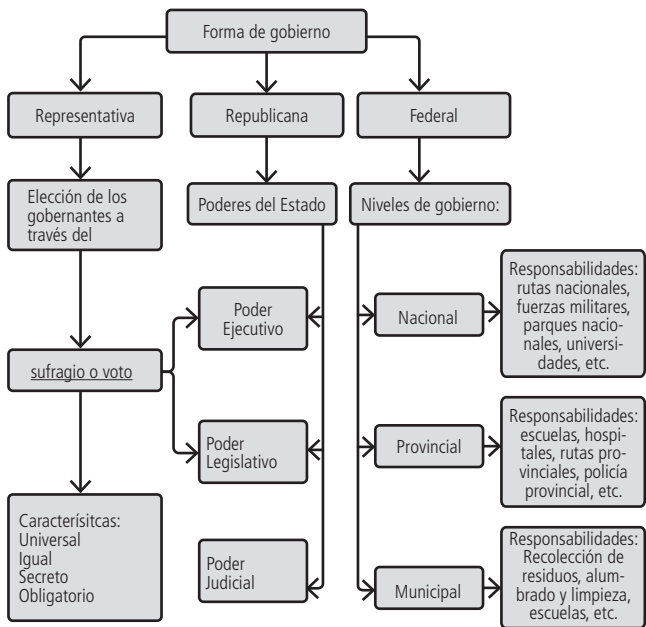 Forma de gobierno
Representativa
Republicana
Federal
Elección de los
gobernantes a
través del
Poderes del Estado
Niveles de gobierno:
sufragio o voto
Caracterísitcas:
Universal
Igual
Secreto
Obligatorio
Poder
Ejecutivo
Poder
Legislativo
Poder
Judicial
Nacional
Responsabilidades:
rutas nacionales,
fuerzas militares,
parques nacio-
nales, universi-
dades, etc.
Provincial
Responsabilidades:
escuelas, hospi-
tales, rutas pro-
vinciales, policía
provincial, etc.
Municipal
Responsabilidades:
Recolección de
residuos, alum-
brado y limpieza,
escuelas, etc.